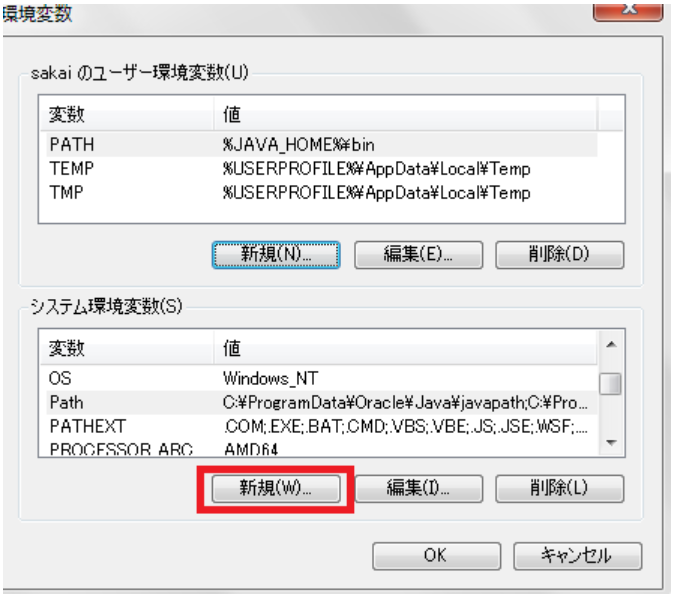 環境変数
sakai のユーザー環境変数(U)
変数 値
PATH %JAVA_HOME%¥bin
TEMP %USERPROFILE%¥AppData¥Local¥Temp
TMP %USERPROFILE%¥AppData¥Local¥Temp
新規(N)... 編集(E)... 削除(D)
システム環境変数(S)
変数 値
OS Windows_NT
Path C:¥ProgramData¥Oracle¥Java¥javapath;C:¥Pro...
PATHEXT .COM;.EXE;.BAT;.CMD;.VBS;.VBE;.JS;.JSE;.WSF;....
PROCESSOR_ARC AMD64
新規(W)... 編集(I)... 削除(L)
OK キャンセル